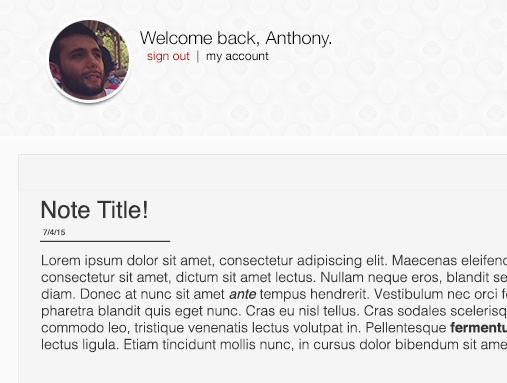 Welcome back, Anthony.
sign out | my account
Note Title!
7/4/15
Lorem ipsum dolor sit amet, consectetur adipiscing elit. Maecenas eleifend
consectetur sit amet, dictum sit amet lectus. Nullam neque eros, blandit se
diam. Donec at nunc sit amet ante tempus hendrerit. Vestibulum nec orci f
pharetra blandit quis eget nunc. Cras eu nisl tellus. Cras sodales scelerisq
commodo leo, tristique venenatis lectus volutpat in. Pellentesque fermentu
lectus ligula. Etiam tincidunt mollis nunc, in cursus dolor bibendum sit ame